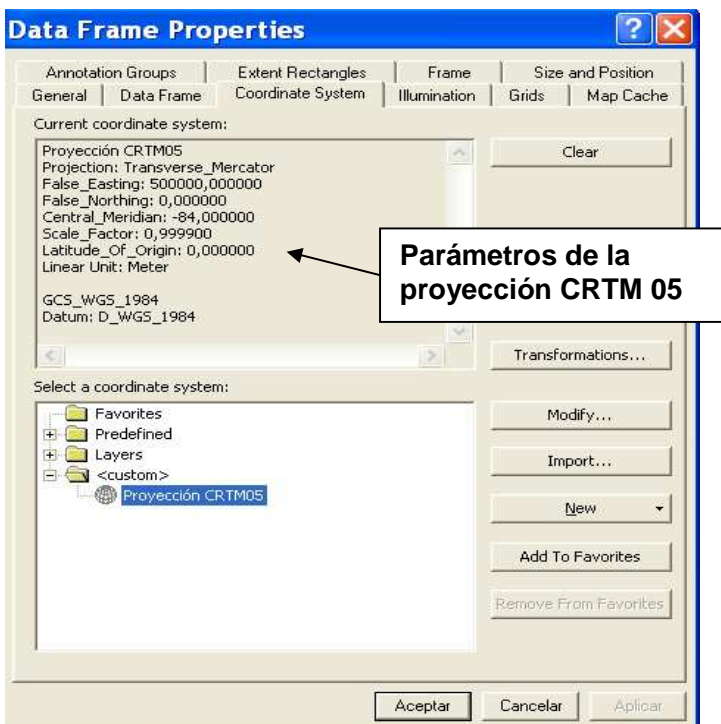 Data Frame Properties
Annotation Groups Extent Rectangles Frame Size and Position
General Data Frame Coordinate System Illumination Grids Map Cache
Current coordinate system:
Proyección CRTM05
Projection: Transverse_Mercator
False_Easting: 500000,000000
False_Northing: 0,000000
Central_Meridian: -84,000000
Scale_Factor: 0,999900
Latitude_Of_Origin: 0,000000
Linear Unit: Meter
GCS_WGS_1984
Datum: D_WGS_1984
Clear
Parámetros de la
proyección CRTM 05
Transformations...
Select a coordinate system:
Favorites
Predefined
Layers
<custom>
Proyección CRTM05
Modify...
Import...
New
Add To Favorites
Remove From Favorites
Aceptar Cancelar Aplicar